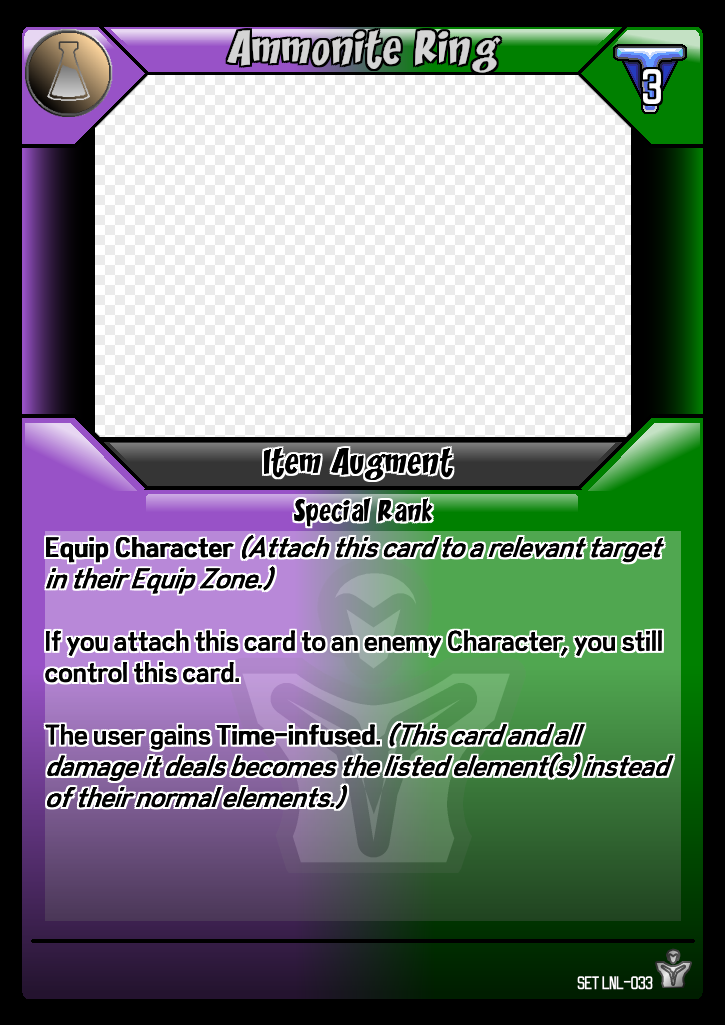 Ammonite Ring
3
Item Augment
Special Rank
Equip Character (Attach this card to a relevant target
in their Equip Zone.)
If you attach this card to an enemy Character, you still
control this card.
The user gains Time-infused. (This card and all
damage it deals becomes the listed element(s) instead
of their normal elements.)
SET LNL-033